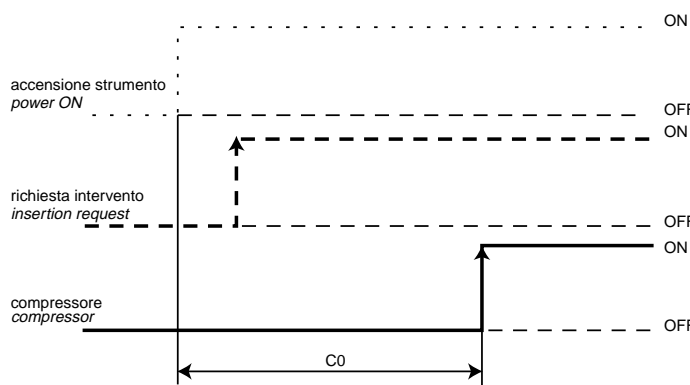 ON
accensione strumento
power ON
OFF
ON
richiesta intervento
insertion request
OFF
ON
compressore
compressor
OFF
C0